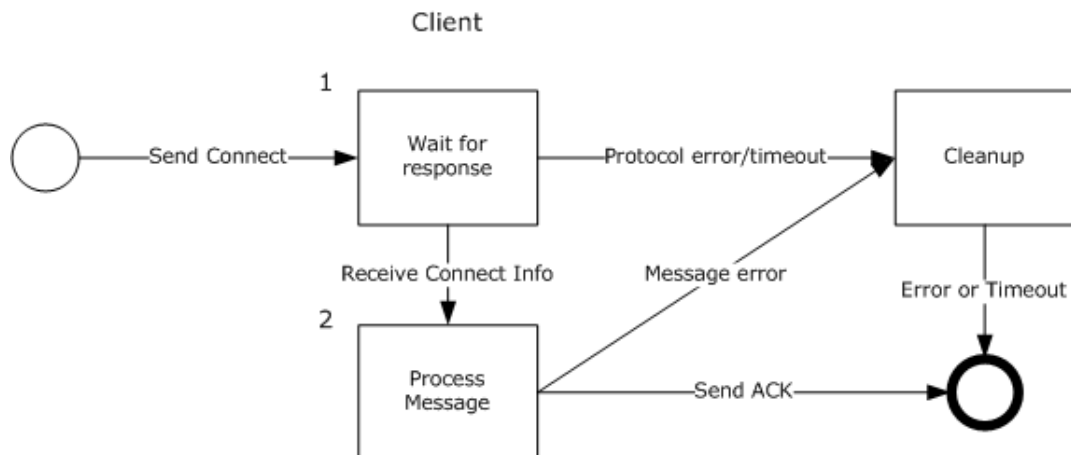 Client
1
Send Connect
Wait for
response
Protocol error/timeout
Cleanup
Receive Connect Info
Message error
Error or Timeout
2
Process
Message
Send ACK